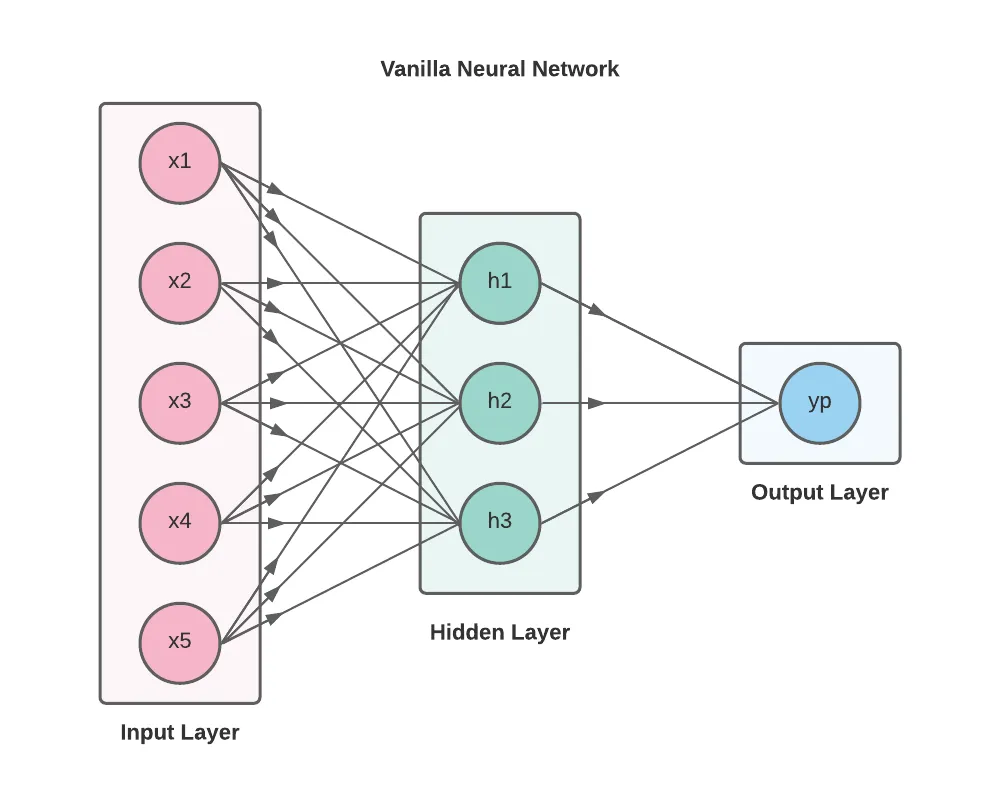 Vanilla Neural Network
x1
x2
x3
x4
x5
Input Layer
h1
h2
h3
Hidden Layer
yp
Output Layer